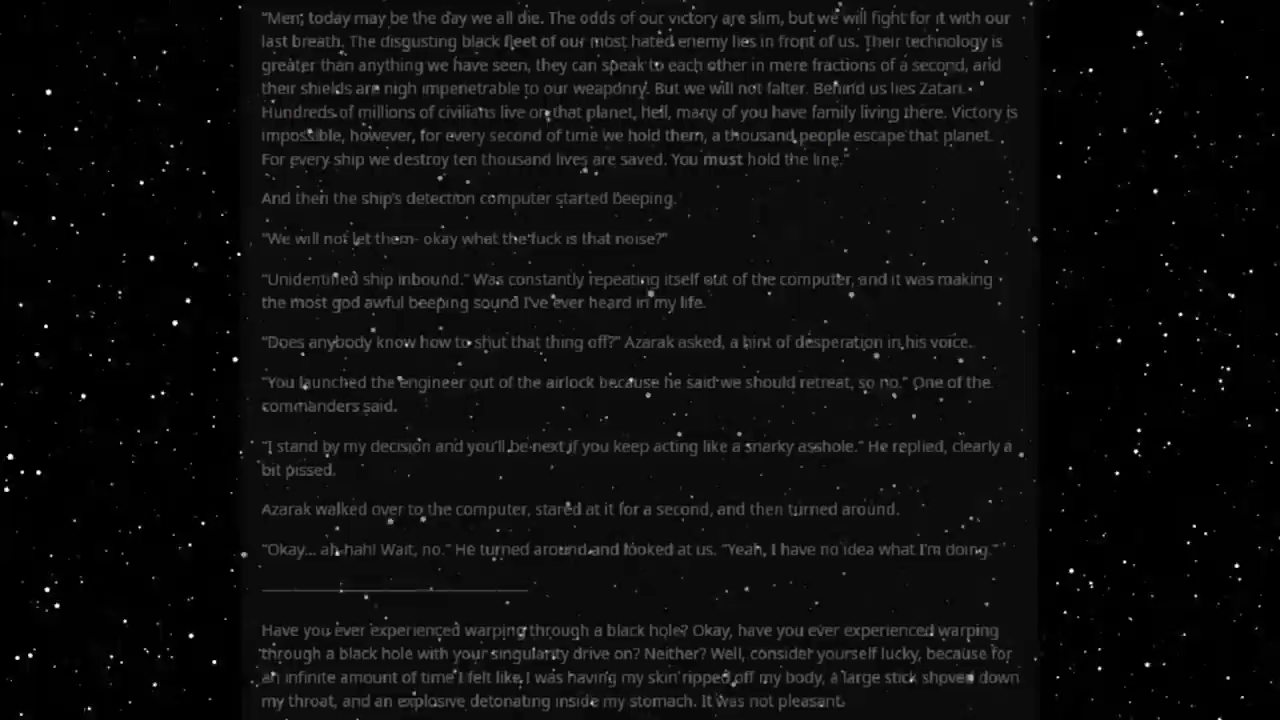 "Men, today may be the day we all die. The odds of our victory are slim, but we will fight for it with our
last breath. The disgusting black fleet of our most hated enemy lies in front of us. Their technology is
greater than anything we have seen, they can speak to each other in mere fractions of a second, and
their shields are nigh impenetrable to our weaponry. But we will not falter. Behind us lies Zatan.
Hundreds of millions of civilians live on that planet, hell, many of you have family living there. Victory is
impossible, however, for every second of time we hold them, a thousand people escape that planet.
For every ship we destroy ten thousand lives are saved. You must hold the line."
And then the ship's detection computer started beeping.
"We will not let them- okay what the fuck is that noise?"
"Unidentified ship inbound." Was constantly repeating itself out of the computer, and it was making
the most god awful beeping sound I've ever heard in my life.
"Does anybody know how to shut that thing off?" Azarak asked, a hint of desperation in his voice.
"You launched the engineer out of the airlock because he said we should retreat, so no." One of the
commanders said.
"I stand by my decision and you'll be next if you keep acting like a snarky asshole." He replied, clearly a
bit pissed.
Azarak walked over to the computer, stared at it for a second, and then turned around.
"Okay... ah-hah! Wait, no." He turned around and looked at us. "Yeah, I have no idea what I'm doing."
Have you ever experienced warping through a black hole? Okay, have you ever experienced warping
through a black hole with your singularity drive on? Neither? Well, consider yourself lucky, because for
an infinite amount of time I felt like I was having my skin ripped off my body, a large stick shoved down
my throat, and an explosive detonating inside my stomach. It was not pleasant.